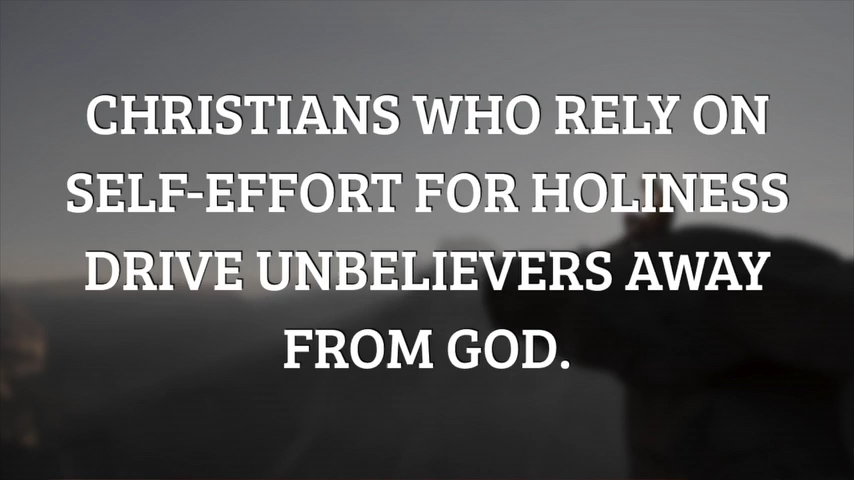 CHRISTIANS WHO RELY ON
SELF-EFFORT FOR HOLINESS
DRIVE UNBELIEVERS AWAY
FROM GOD.